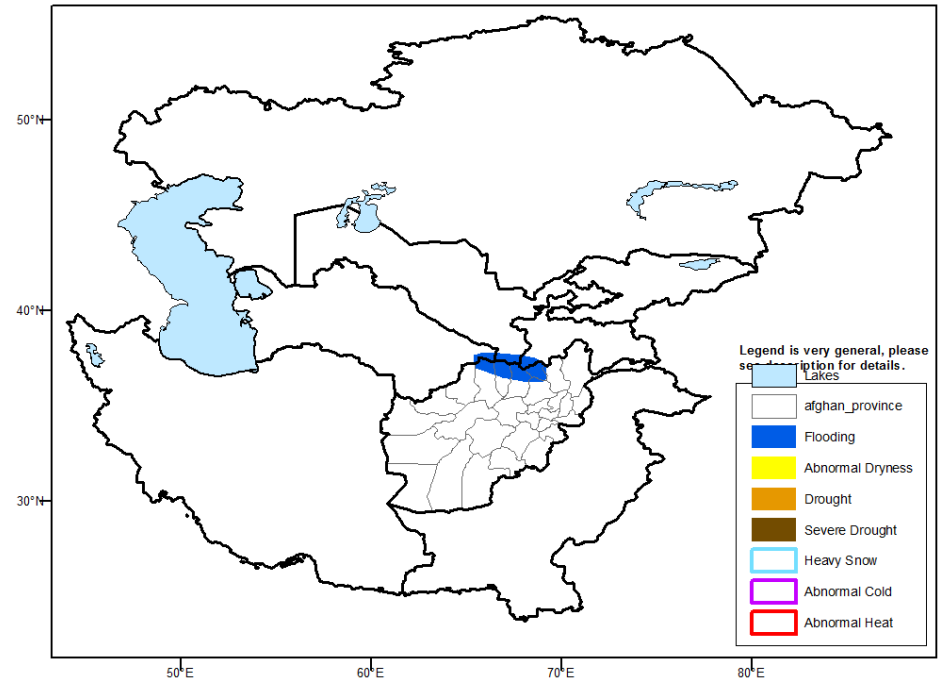 50°N
40°N
30°N
50°E
60°E
70°E
80°E
Legend is very general, please
see description for details.
Lakes
afghan_province
Flooding
Abnormal Dryness
Drought
Severe Drought
Heavy Snow
Abnormal Cold
Abnormal Heat